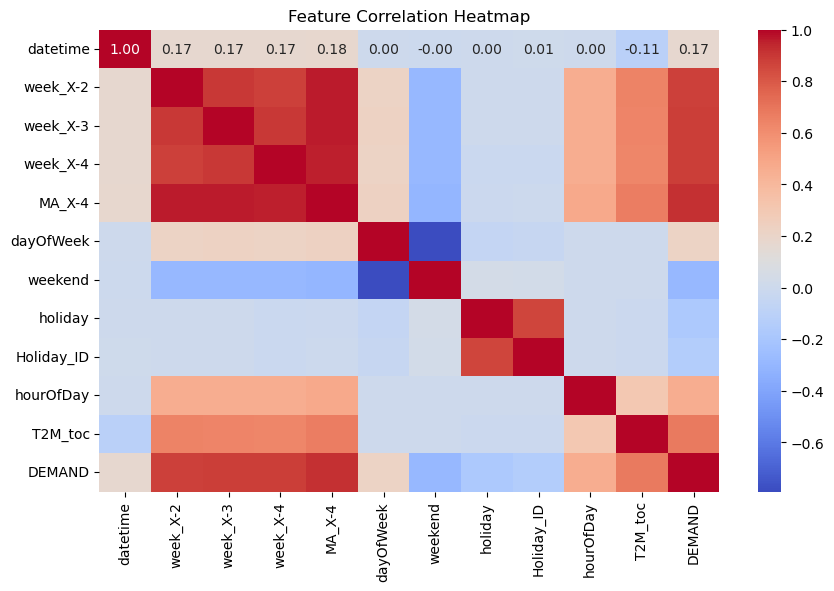 Feature Correlation Heatmap
datetime 1.00 0.17 0.17 0.17 0.18 0.00 -0.00 0.00 0.01 0.00 -0.11 0.17
week_X-2
week_X-3
week_X-4
MA_X-4
dayOfWeek
weekend
holiday
Holiday_ID
hourOfDay
T2M_toc
DEMAND
datetime
week_X-2
week_X-3
week_X-4
MA_X-4
dayOfWeek
weekend
holiday
Holiday_ID
hourOfDay
T2M_toc
DEMAND
1.0
0.8
0.6
0.4
0.2
0.0
−0.2
−0.4
−0.6